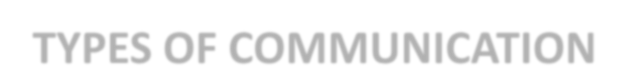 TYPES OF COMMUNICATION